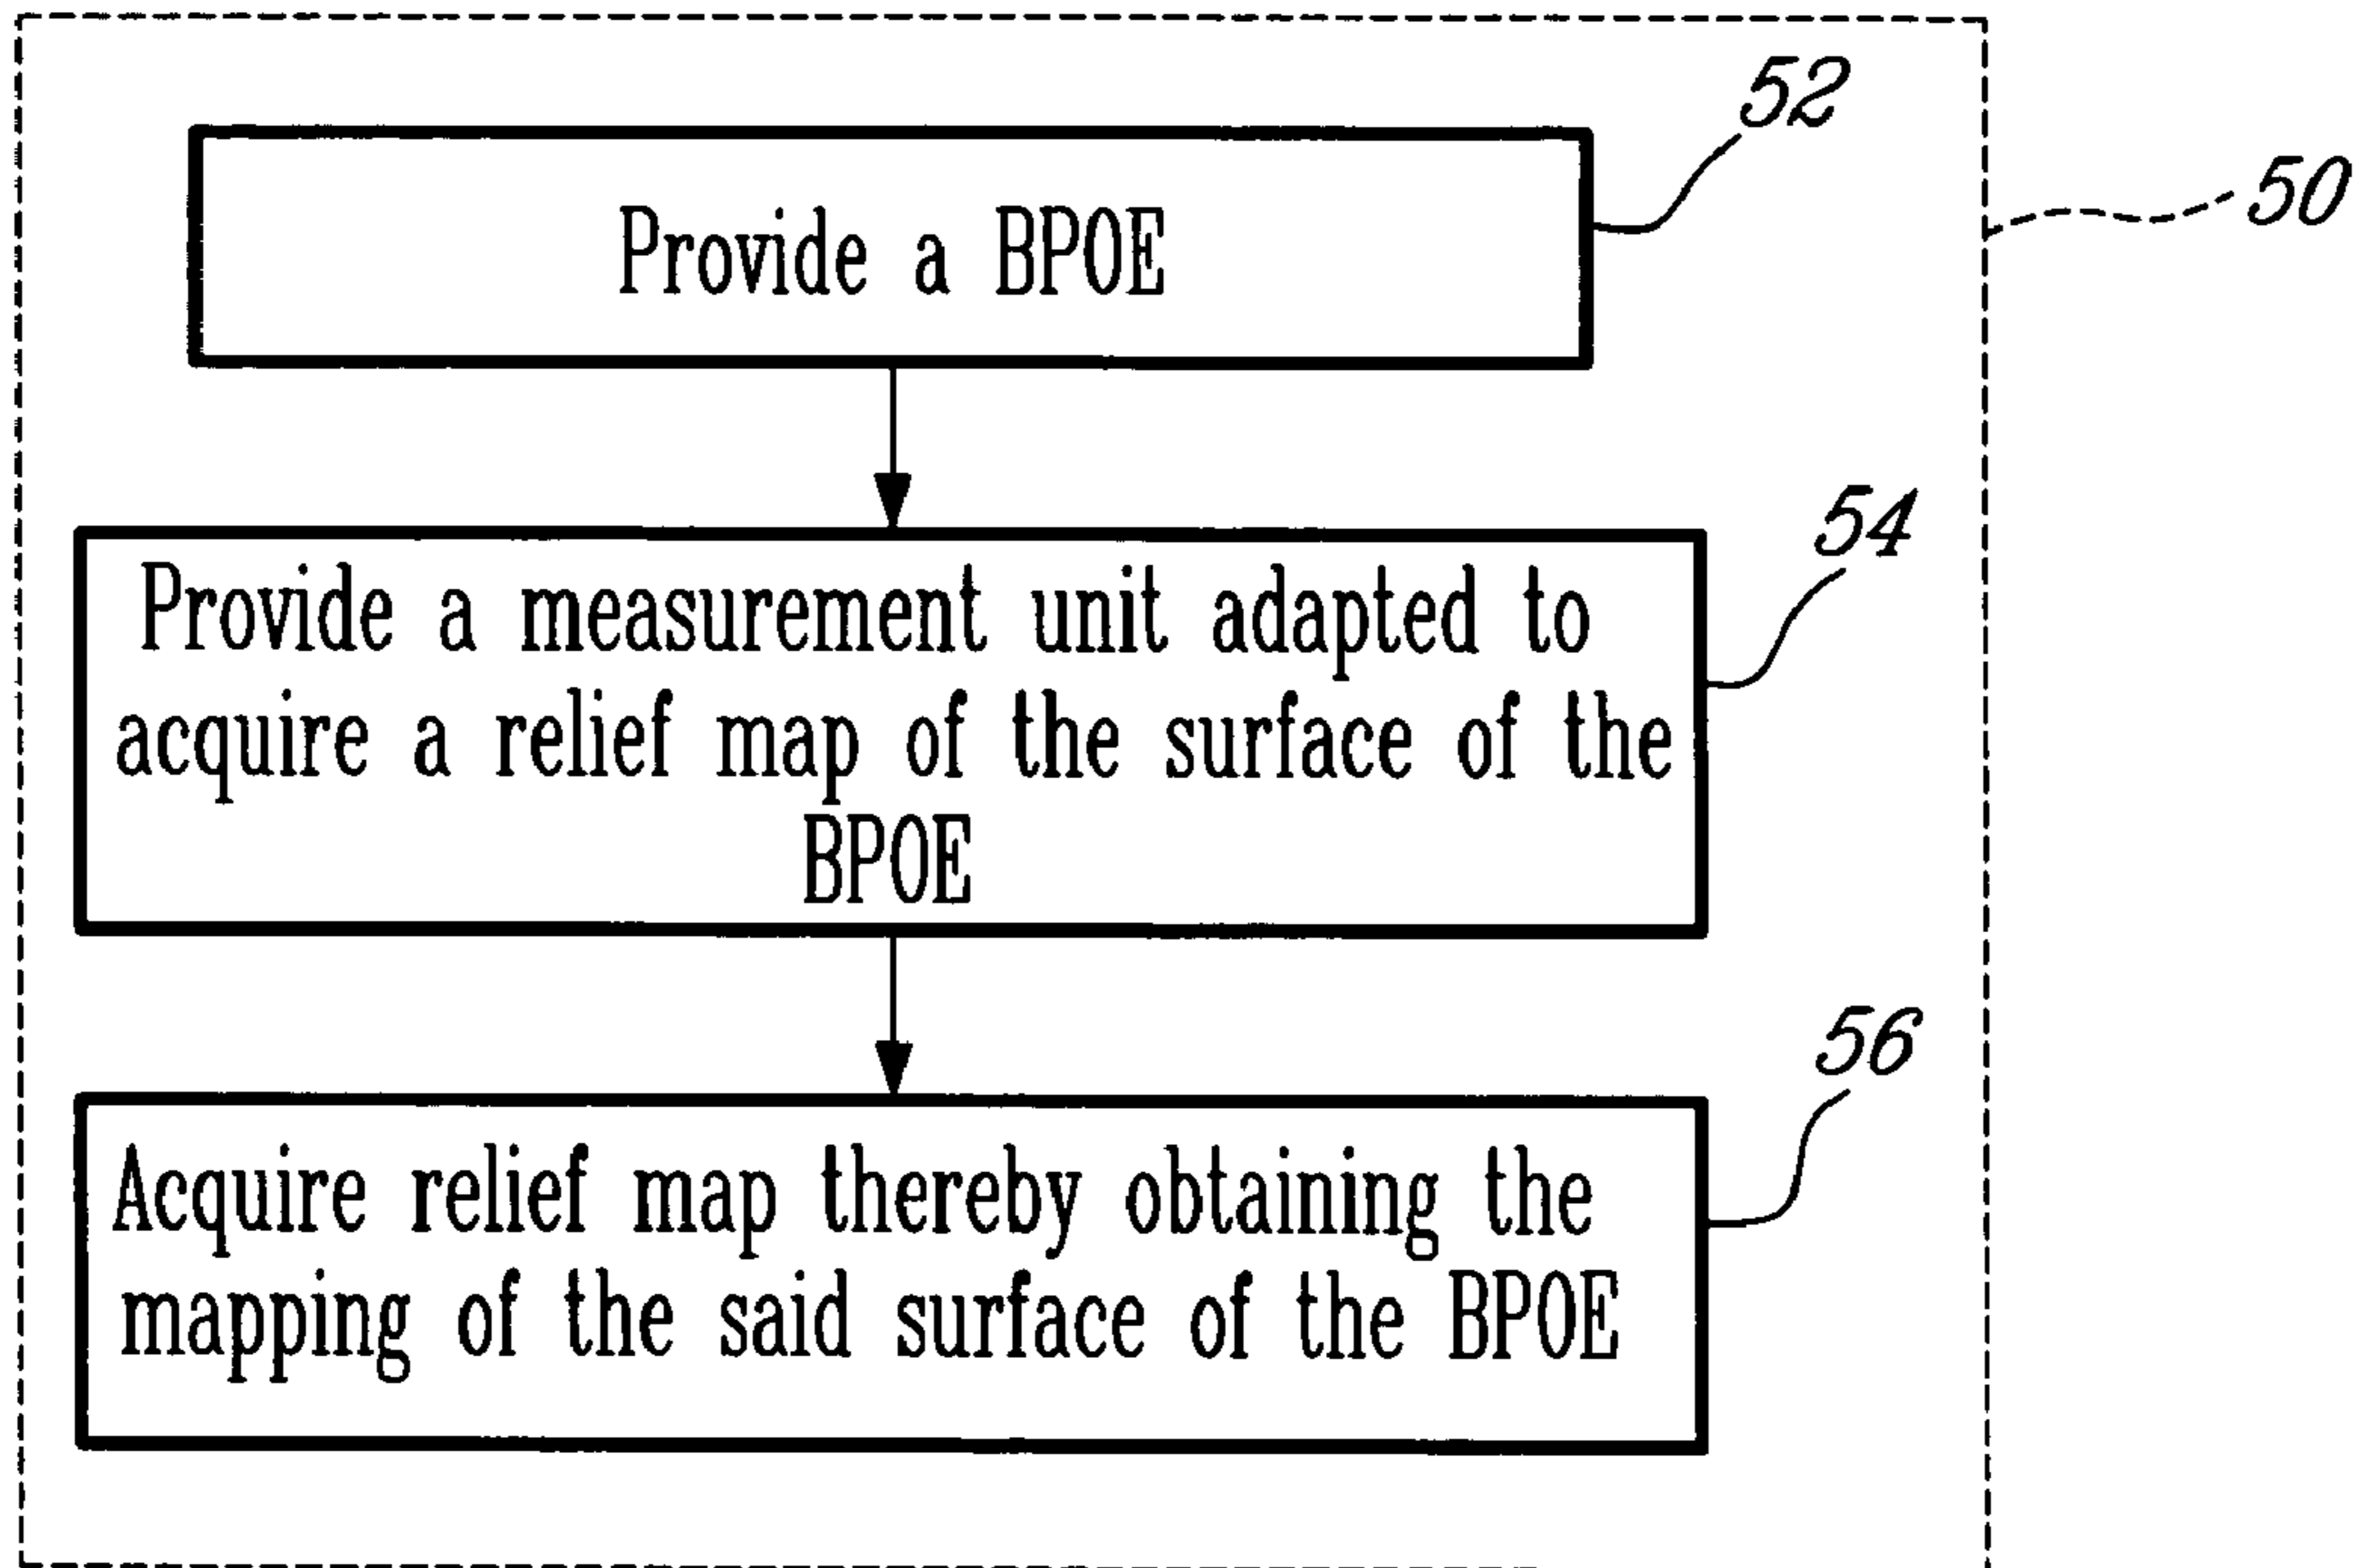 52
50
Provide a BPOE
54
Provide a measurement unit adapted to
acquire a relief map of the surface of the
BPOE
56
Acquire relief map thereby obtaining the
mapping of the said surface of the BPOE